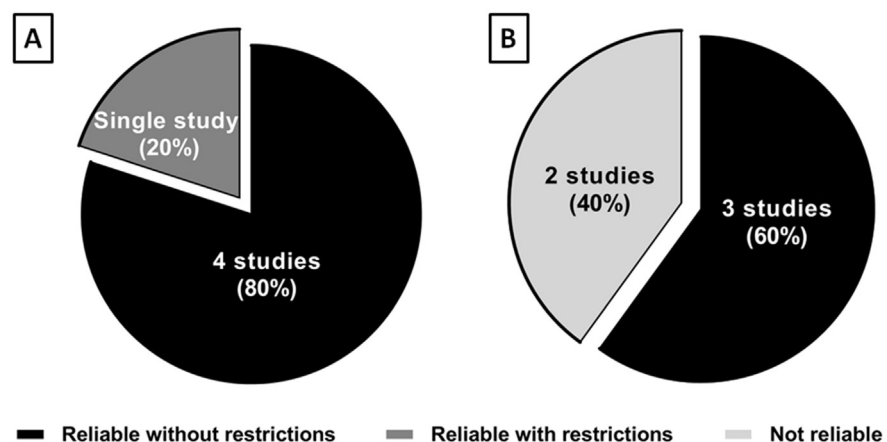 A
B
Single study
(20%)
4 studies
(80%)
2 studies
(40%)
3 studies
(60%)
Reliable without restrictions Reliable with restrictions Not reliable